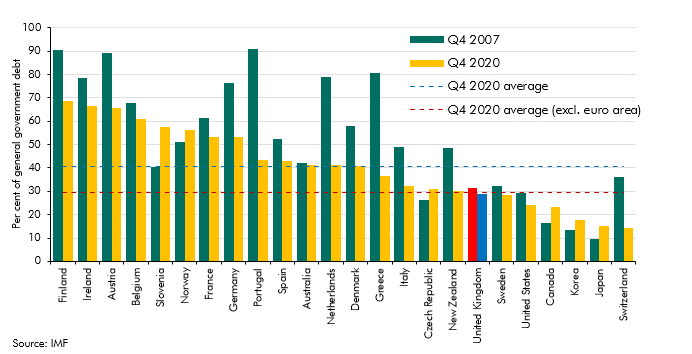 100
90
80
70
60
50
40
30
20
10
0
Per cent of general government debt
Q4 2007
Q4 2020
Q4 2020 average
Q4 2020 average (excl. euro area)
Finland
Ireland
Austria
Belgium
Slovenia
Norway
France
Germany
Portugal
Spain
Australia
Netherlands
Denmark
Greece
Italy
Czech Republic
New Zealand
United Kingdom
Sweden
United States
Canada
Korea
Japan
Switzerland
Source: IMF